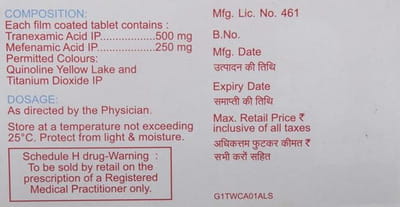 COMPOSITION:
Each film coated tablet contains :
Tranexamic Acid IP..................500 mg
Mefenamic Acid IP...................250 mg
Permitted Colours:
Quinoline Yellow Lake and
Titanium Dioxide IP
DOSAGE:
As directed by the Physician.
Store at a temperature not exceeding
25°C. Protect from light & moisture.
Schedule H drug-Warning :
To be sold by retail on the
prescription of a Registered
Medical Practitioner only.
Mfg. Lic. No. 461
B.No.
Mfg. Date
उत्पादन की तिथि
Expiry Date
समाप्ती की तिथि
Max. Retail Price ₹
inclusive of all taxes
अधिकत्तम फुटकर कीमत ₹
सभी करों सहित
G1TWCA01ALS